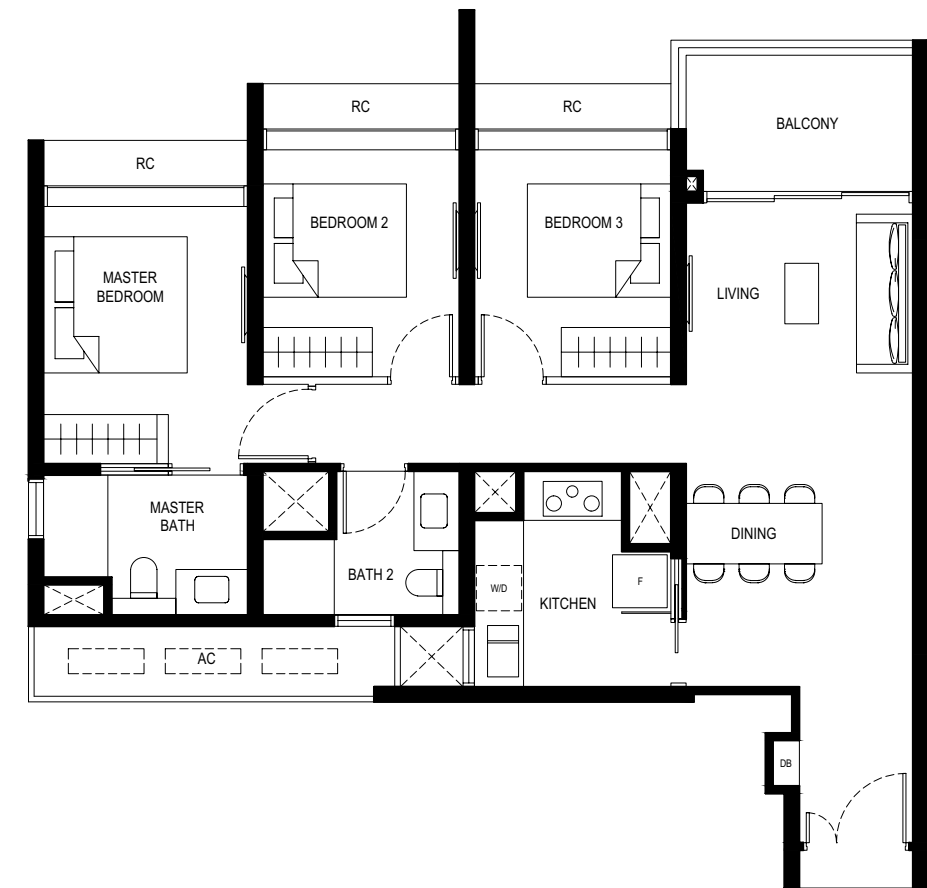 RC
RC
BALCONY
RC
BEDROOM 2
BEDROOM 3
MASTER
BEDROOM
LIVING
MASTER
BATH
DINING
BATH 2
W/D
KITCHEN
F
AC
DB